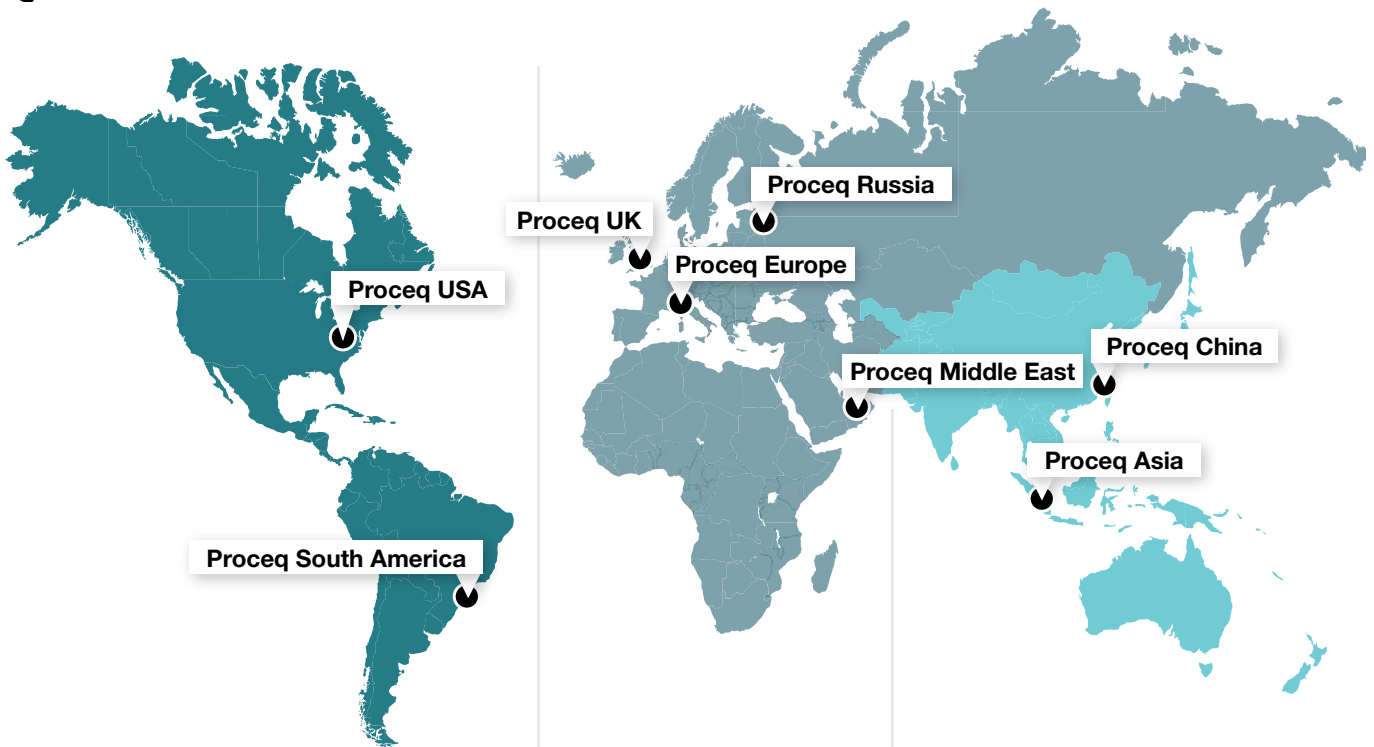 Proceq Russia
Proceq UK
Proceq Europe
Proceq USA
Proceq China
Proceq Middle East
Proceq Asia
Proceq South America